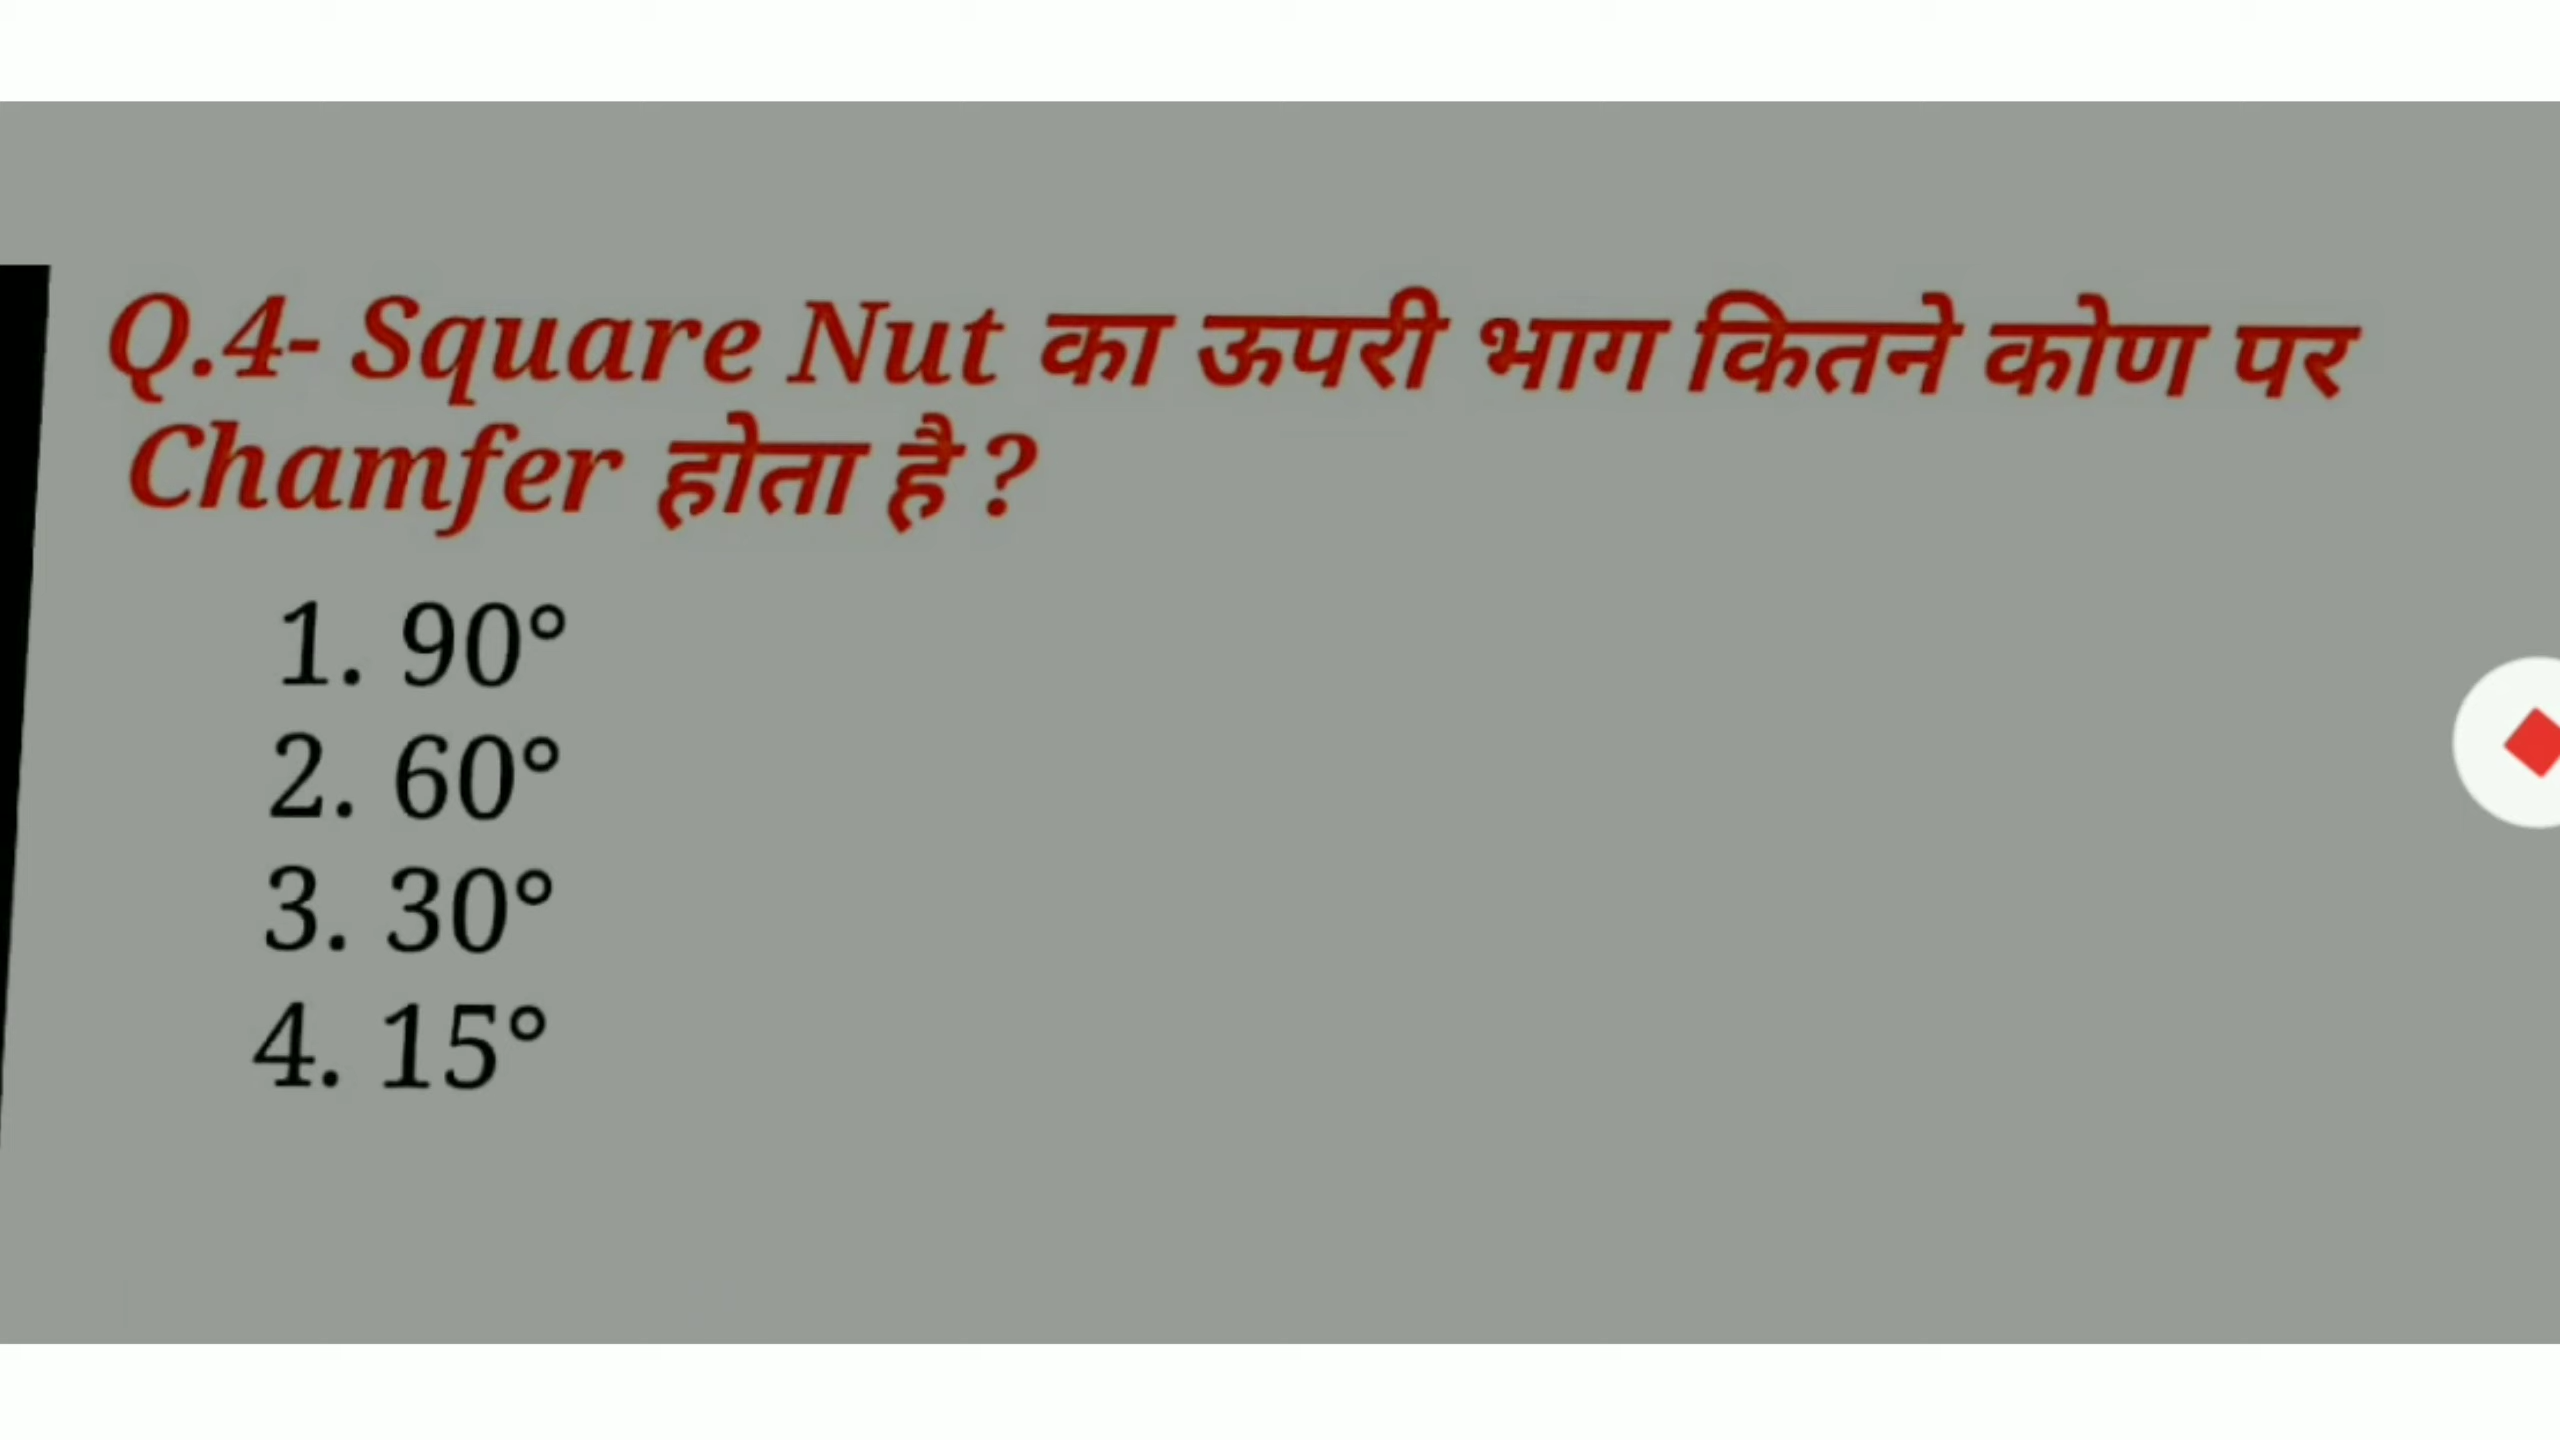 Q.4- Square Nut का ऊपरी भाग कितने कोण पर
Chamfer होता है ?
1. 90°
2. 60°
3. 30°
4. 15°